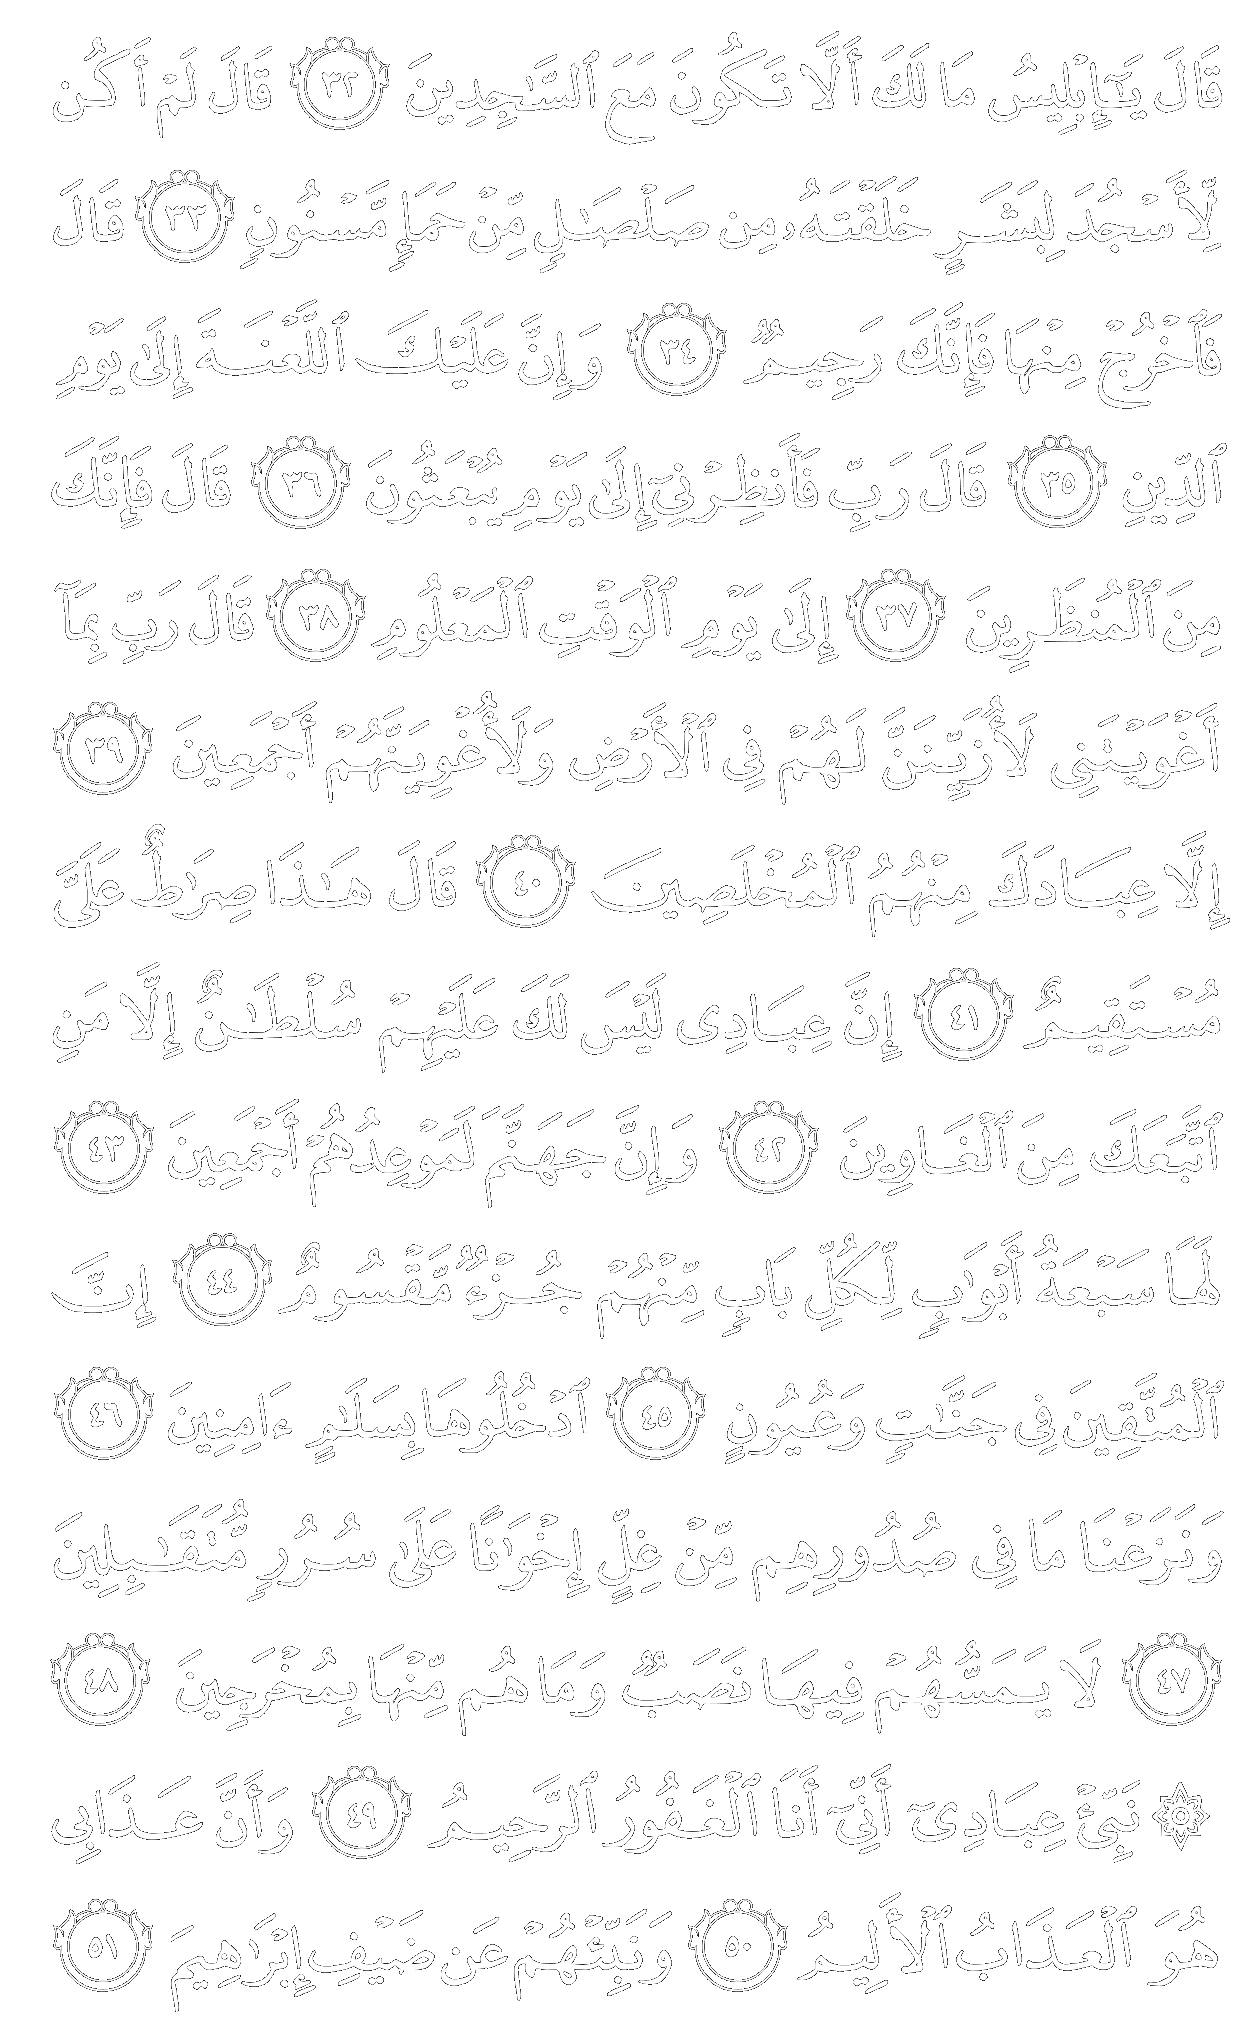 قَالَ يَـٰٓإِبْلِيسُ مَا لَكَ أَلَّا تَكُونَ مَعَ ٱلسَّـٰجِدِينَ ٣٢ قَالَ لَمْ أَكُن
لِّأَسْجُدَ لِبَشَرٍ خَلَقْتَهُۥ مِن صَلْصَـٰلٍ مِّنْ حَمَإٍ مَّسْنُونٍ ٣٣ قَالَ
فَٱخْرُجْ مِنْهَا فَإِنَّكَ رَجِيمٌ ٣٤ وَإِنَّ عَلَيْكَ ٱللَّعْنَةَ إِلَىٰ يَوْمِ
ٱلدِّينِ ٣٥ قَالَ رَبِّ فَأَنظِرْنِىٓ إِلَىٰ يَوْمِ يُبْعَثُونَ ٣٦ قَالَ فَإِنَّكَ
مِنَ ٱلْمُنظَرِينَ ٣٧ إِلَىٰ يَوْمِ ٱلْوَقْتِ ٱلْمَعْلُومِ ٣٨ قَالَ رَبِّ بِمَآ
أَغْوَيْتَنِى لَأُزَيِّنَنَّ لَهُمْ فِى ٱلْأَرْضِ وَلَأُغْوِيَنَّهُمْ أَجْمَعِينَ ٣٩
إِلَّا عِبَادَكَ مِنْهُمُ ٱلْمُخْلَصِينَ ٤٠ قَالَ هَـٰذَا صِرَٰطٌ عَلَىَّ
مُسْتَقِيمٌ ٤١ إِنَّ عِبَادِى لَيْسَ لَكَ عَلَيْهِمْ سُلْطَـٰنٌ إِلَّا مَنِ
ٱتَّبَعَكَ مِنَ ٱلْغَاوِينَ ٤٢ وَإِنَّ جَهَنَّمَ لَمَوْعِدُهُمْ أَجْمَعِينَ ٤٣
لَهَا سَبْعَةُ أَبْوَٰبٍ لِّكُلِّ بَابٍ مِّنْهُمْ جُزْءٌ مَّقْسُومٌ ٤٤ إِنَّ
ٱلْمُتَّقِينَ فِى جَنَّـٰتٍ وَعُيُونٍ ٤٥ ٱدْخُلُوهَا بِسَلَـٰمٍ ءَامِنِينَ ٤٦
وَنَزَعْنَا مَا فِى صُدُورِهِم مِّنْ غِلٍّ إِخْوَٰنًا عَلَىٰ سُرُرٍ مُّتَقَـٰبِلِينَ
٤٧ لَا يَمَسُّهُمْ فِيهَا نَصَبٌ وَمَا هُم مِّنْهَا بِمُخْرَجِينَ ٤٨
۞ نَبِّئْ عِبَادِىٓ أَنِّىٓ أَنَا ٱلْغَفُورُ ٱلرَّحِيمُ ٤٩ وَأَنَّ عَذَابِى
هُوَ ٱلْعَذَابُ ٱلْأَلِيمُ ٥٠ وَنَبِّئْهُمْ عَن ضَيْفِ إِبْرَٰهِيمَ ٥١